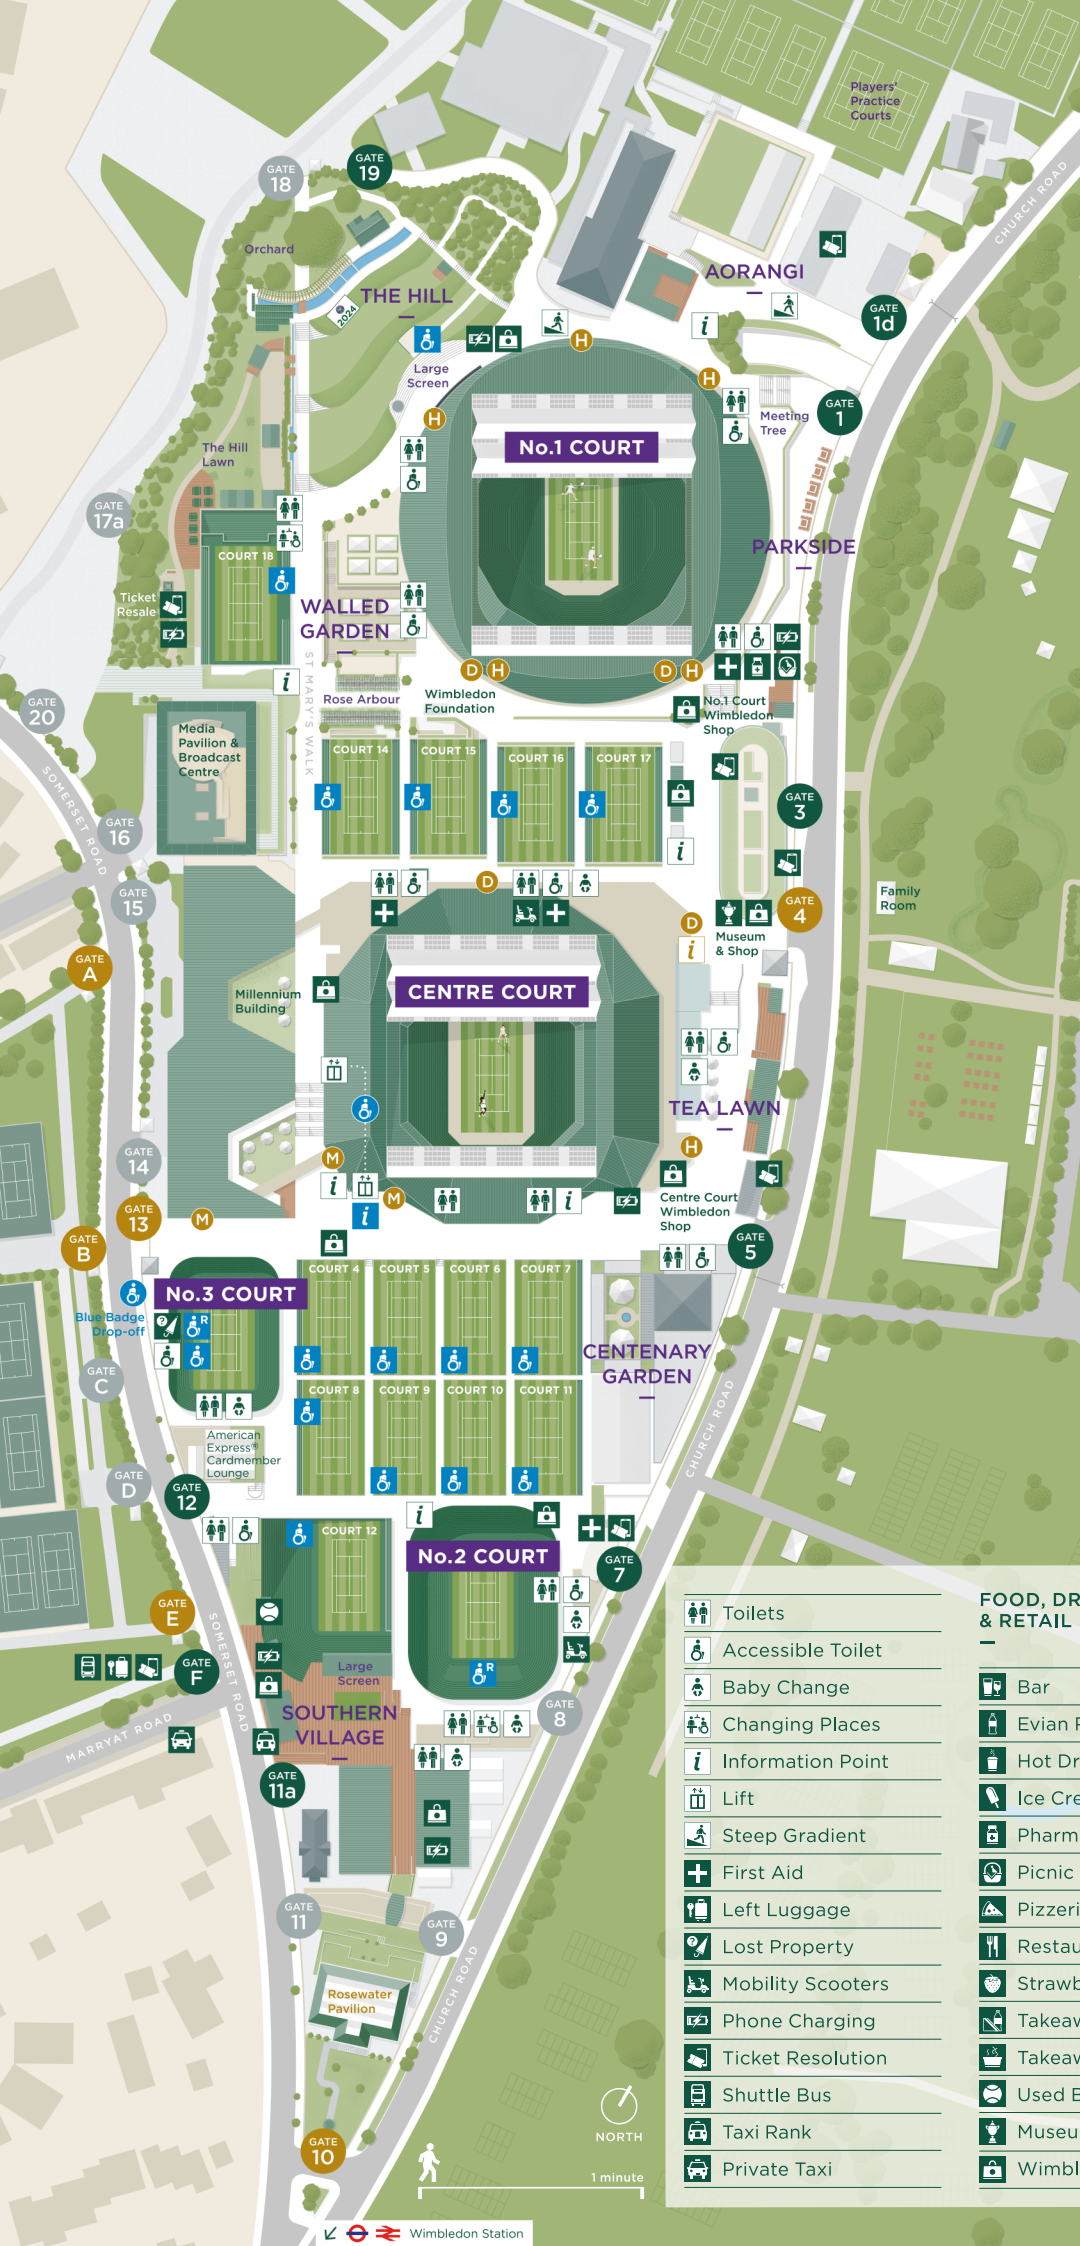 Players'
Practice
Courts
CHURCH ROAD
GATE
19
GATE
18
Orchard
THE HILL
2024
AORANGI
GATE
1d
i
H
H
Large
Screen
H
GATE
1
Meeting
Tree
No.1 COURT
The Hill
Lawn
GATE
17a
PARKSIDE
COURT 18
Ticket
Resale
WALLED
GARDEN
ST MARY'S WALK
i
D H
D H
Rose Arbour
Wimbledon
Foundation
No.1 Court
Wimbledon
Shop
GATE
20
Media
Pavilion &
Broadcast
Centre
SOMERSET ROAD
COURT 14
COURT 15
COURT 16
COURT 17
GATE
3
GATE
16
i
GATE
15
D
Family
Room
GATE
4
D
i
Museum
& Shop
GATE
A
CENTRE COURT
Millennium
Building
TEA LAWN
H
GATE
14
M
i
i
M
i
Centre Court
Wimbledon
Shop
GATE
13
M
GATE
B
GATE
5
No.3 COURT
COURT 4
COURT 5
COURT 6
COURT 7
Blue Badge
Drop-off
R
CENTENARY
GARDEN
GATE
C
COURT 8
COURT 9
COURT 10
COURT 11
CHURCH ROAD
American
Express®
Cardmember
Lounge
GATE
D
GATE
12
i
COURT 12
No.2 COURT
GATE
7
GATE
E
SOMERSET ROAD
GATE
F
Large
Screen
R
MARRYAT ROAD
SOUTHERN
VILLAGE
GATE
8
GATE
11a
GATE
11
GATE
9
Rosewater
Pavilion
CHURCH ROAD
GATE
10
NORTH
1 minute
Wimbledon Station
Toilets
Accessible Toilet
Baby Change
Changing Places
i Information Point
Lift
Steep Gradient
First Aid
Left Luggage
Lost Property
Mobility Scooters
Phone Charging
Ticket Resolution
Shuttle Bus
Taxi Rank
Private Taxi
FOOD, DR
& RETAIL
Bar
Evian
Hot Dr
Ice Cre
Pharm
Picnic
Pizzeri
Restau
Strawb
Takeaw
Takeaw
Used
Museu
Wimbl